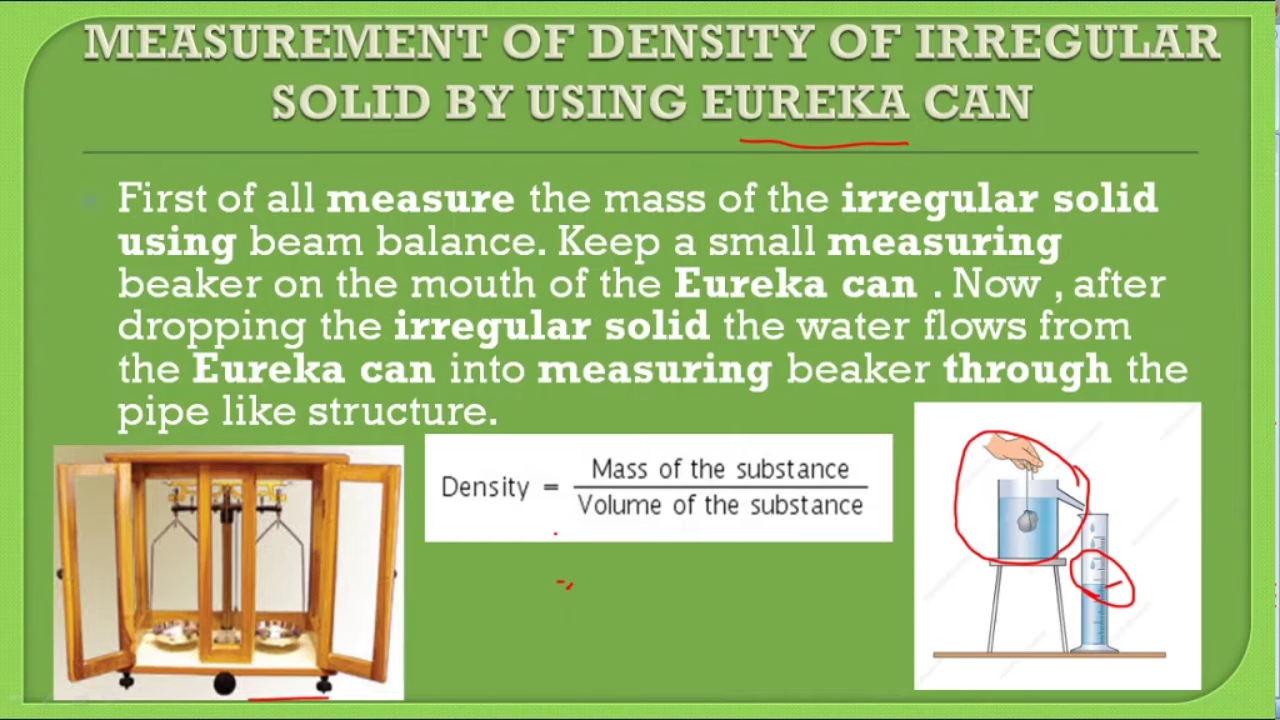 MEASUREMENT OF DENSITY OF IRREGULAR
SOLID BY USING EUREKA CAN
First of all measure the mass of the irregular solid
using beam balance. Keep a small measuring
beaker on the mouth of the Eureka can . Now , after
dropping the irregular solid the water flows from
the Eureka can into measuring beaker through the
pipe like structure.
Density = Mass of the substance
Volume of the substance